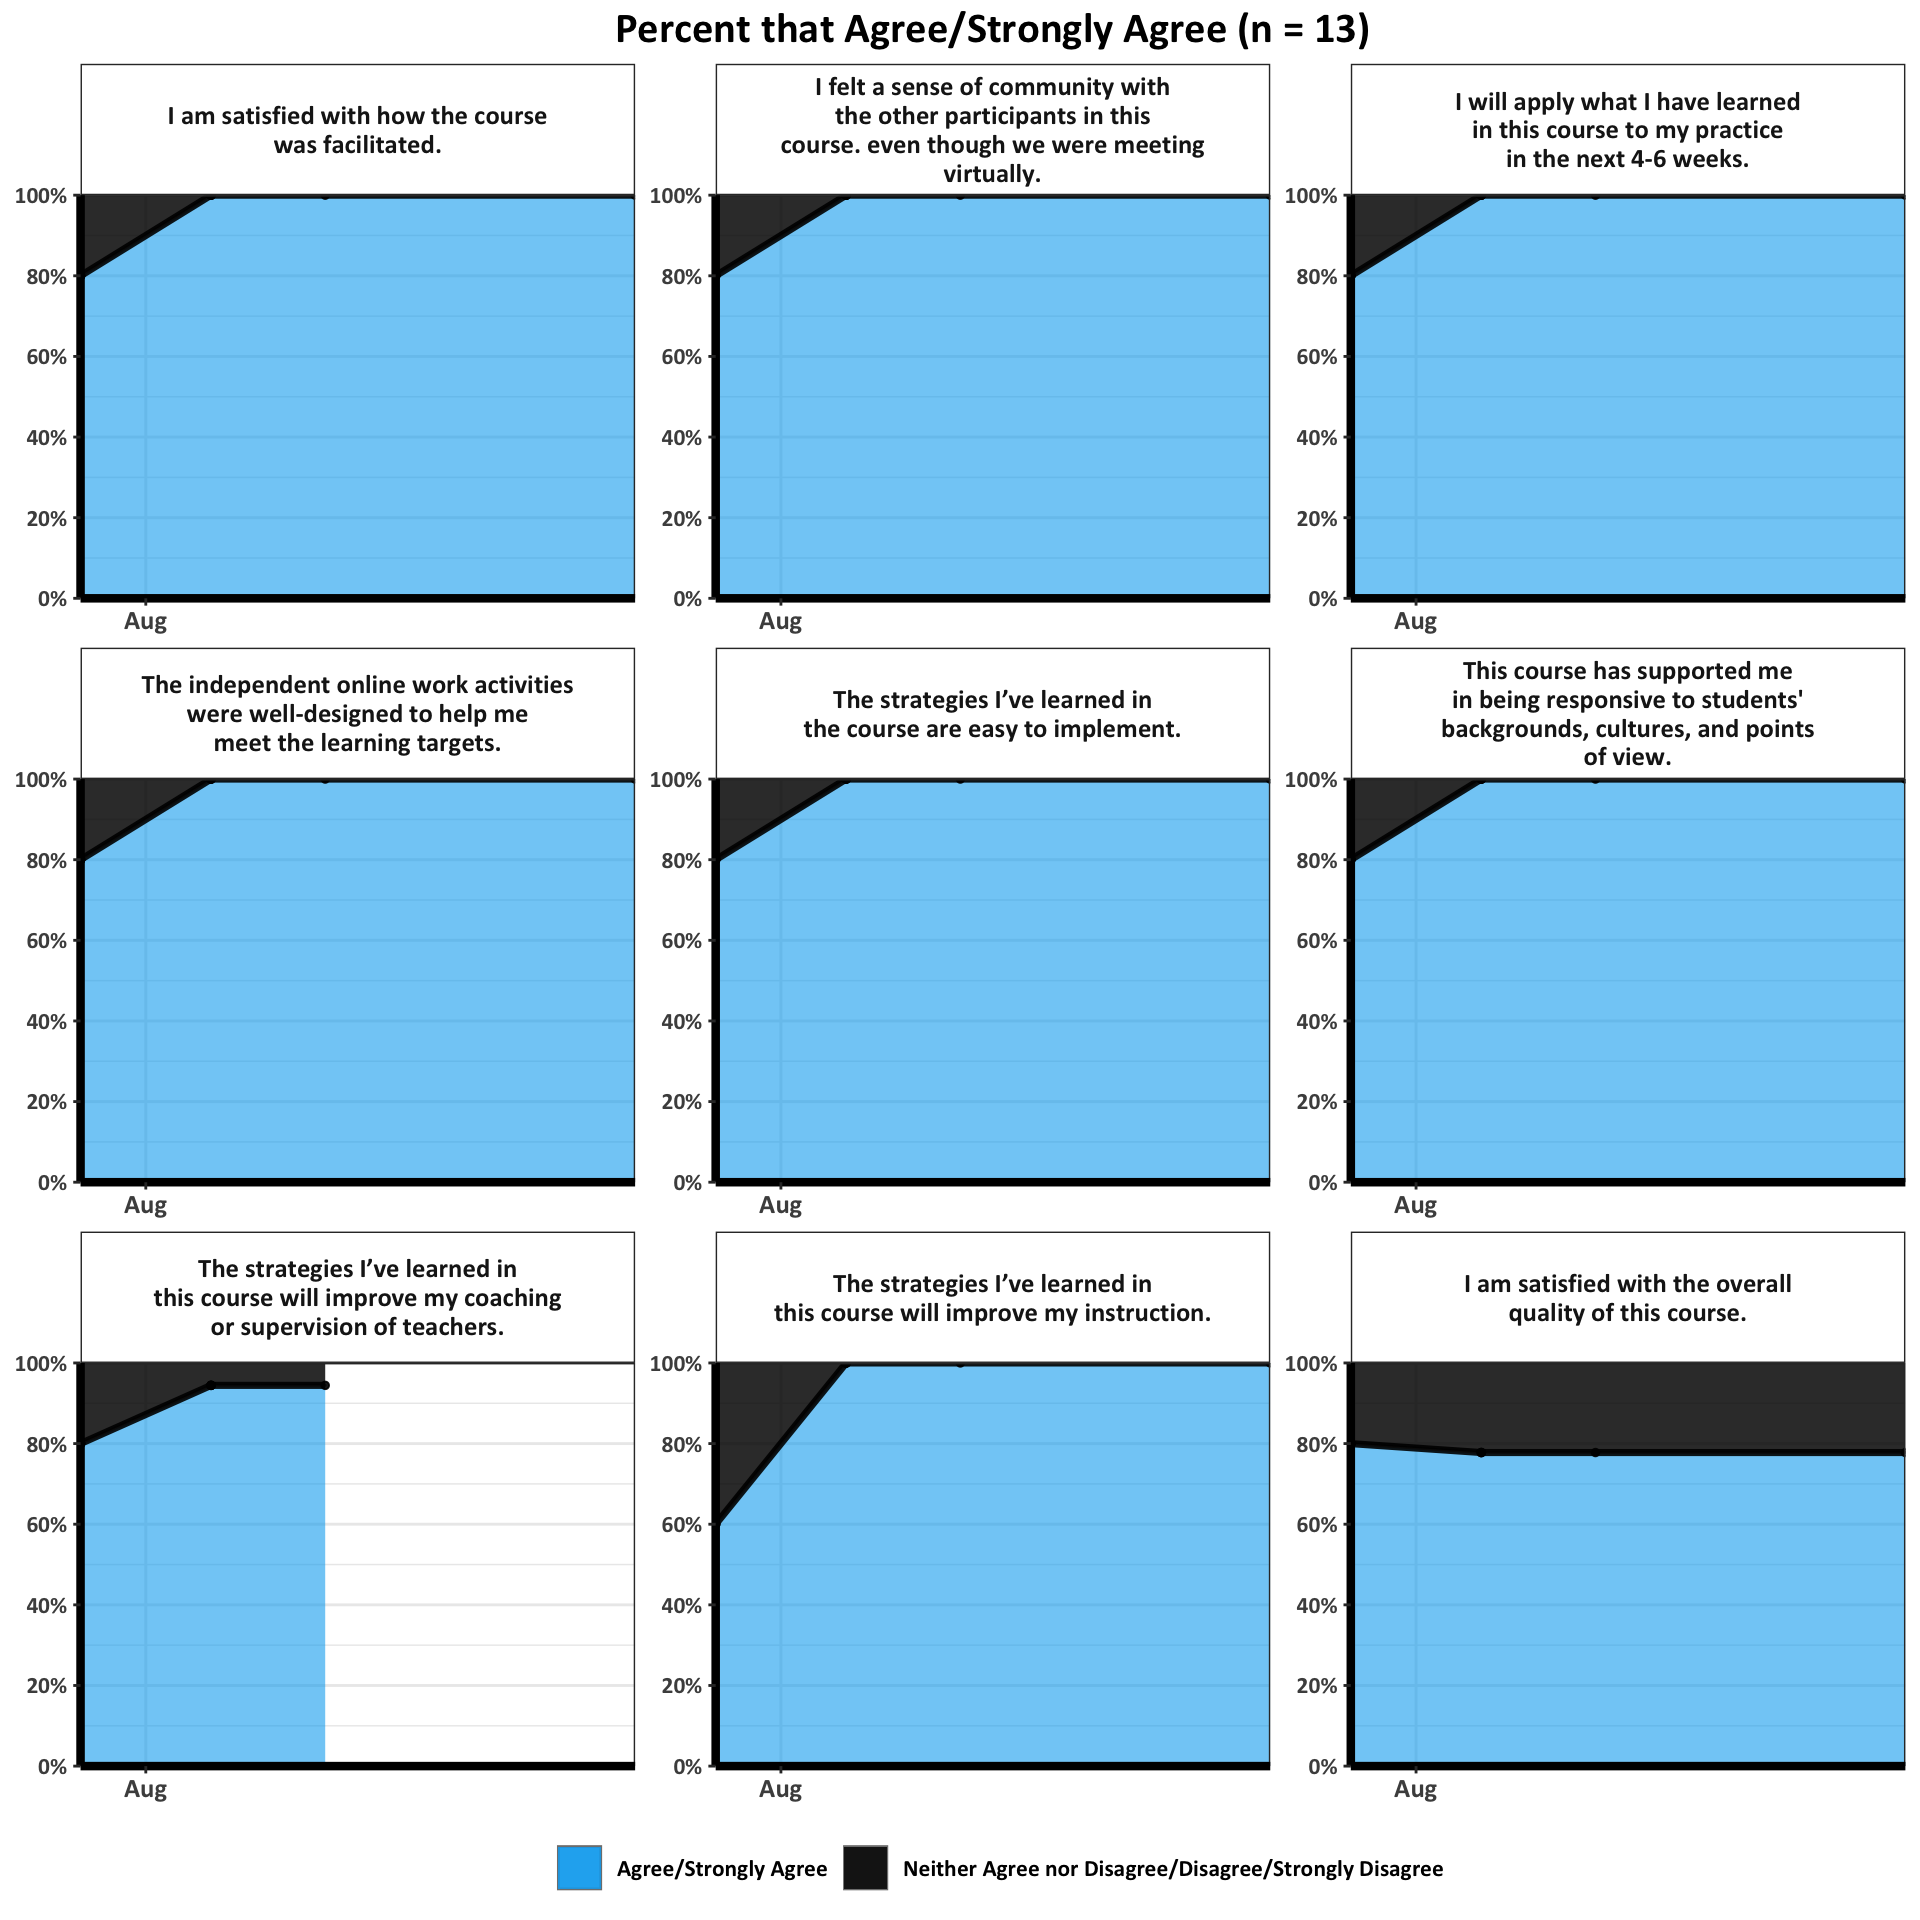 Percent that Agree/Strongly Agree (n = 13)
I am satisfied with how the course
was facilitated.
I felt a sense of community with
the other participants in this
course. even though we were meeting
virtually.
I will apply what I have learned
in this course to my practice
in the next 4-6 weeks.
100%
80%
60%
40%
20%
0%
Aug
100%
80%
60%
40%
20%
0%
Aug
100%
80%
60%
40%
20%
0%
Aug
The independent online work activities
were well-designed to help me
meet the learning targets.
The strategies I’ve learned in
the course are easy to implement.
This course has supported me
in being responsive to students'
backgrounds, cultures, and points
of view.
100%
80%
60%
40%
20%
0%
Aug
100%
80%
60%
40%
20%
0%
Aug
100%
80%
60%
40%
20%
0%
Aug
The strategies I’ve learned in
this course will improve my coaching
or supervision of teachers.
The strategies I’ve learned in
this course will improve my instruction.
I am satisfied with the overall
quality of this course.
100%
80%
60%
40%
20%
0%
Aug
100%
80%
60%
40%
20%
0%
Aug
100%
80%
60%
40%
20%
0%
Aug
Agree/Strongly Agree
Neither Agree nor Disagree/Disagree/Strongly Disagree